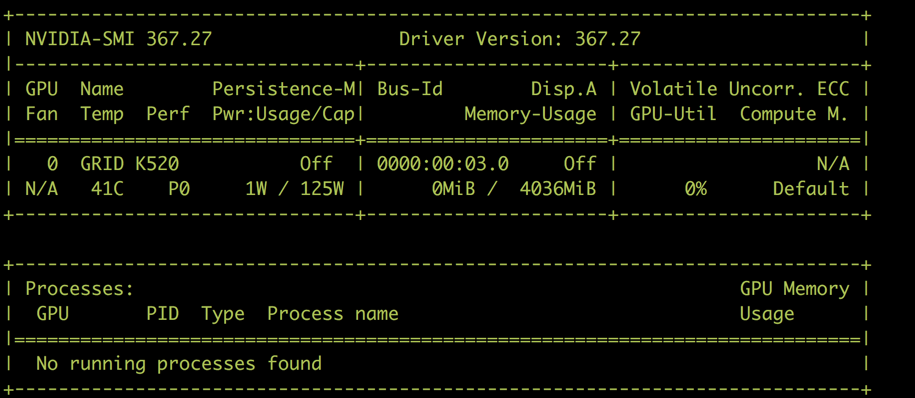 +-----------------------------------------------------------------------------+
| NVIDIA-SMI 367.27                 Driver Version: 367.27                    |
|-------------------------------+----------------------+----------------------+
| GPU  Name        Persistence-M| Bus-Id        Disp.A | Volatile Uncorr. ECC |
| Fan  Temp  Perf  Pwr:Usage/Cap|         Memory-Usage | GPU-Util  Compute M. |
|===============================+======================+======================|
|   0  GRID K520           Off  | 0000:00:03.0     Off |                  N/A |
| N/A   41C    P0     1W / 125W |      0MiB /  4036MiB |      0%      Default |
+-------------------------------+----------------------+----------------------+
+-----------------------------------------------------------------------------+
| Processes:                                                       GPU Memory |
|  GPU       PID  Type  Process name                               Usage      |
|=============================================================================|
|  No running processes found                                                 |
+-----------------------------------------------------------------------------+